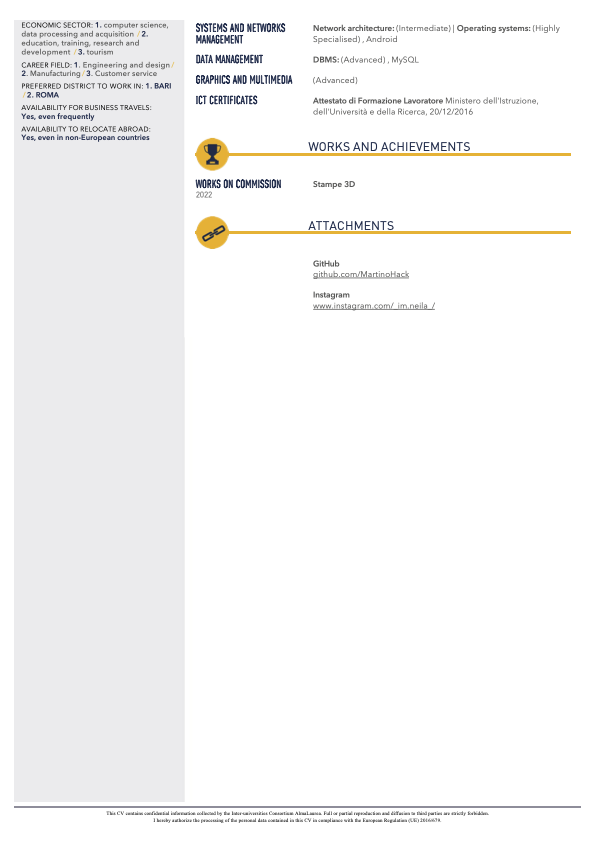 ECONOMIC SECTOR: 1. computer science,
data processing and acquisition / 2.
education, training, research and
development / 3. tourism
CAREER FIELD: 1. Engineering and design /
2. Manufacturing / 3. Customer service
PREFERRED DISTRICT TO WORK IN: 1. BARI
/ 2. ROMA
AVAILABILITY FOR BUSINESS TRAVELS:
Yes, even frequently
AVAILABILITY TO RELOCATE ABROAD:
Yes, even in non-European countries
SYSTEMS AND NETWORKS
MANAGEMENT
Network architecture: (Intermediate) | Operating systems: (Highly
Specialised) , Android
DATA MANAGEMENT
DBMS: (Advanced) , MySQL
GRAPHICS AND MULTIMEDIA
(Advanced)
ICT CERTIFICATES
Attestato di Formazione Lavoratore Ministero dell'Istruzione,
dell'Università e della Ricerca, 20/12/2016
WORKS AND ACHIEVEMENTS
WORKS ON COMMISSION
2022
Stampe 3D
ATTACHMENTS
GitHub
github.com/MartinoHack
Instagram
www.instagram.com/_im.neila_/
This CV contains confidential information collected by the Inter-universities Consortium AlmaLaurea. Full or partial reproduction and diffusion to third parties are strictly forbidden.
I hereby authorize the processing of the personal data contained in this CV in compliance with the European Regulation (UE) 2016/679.